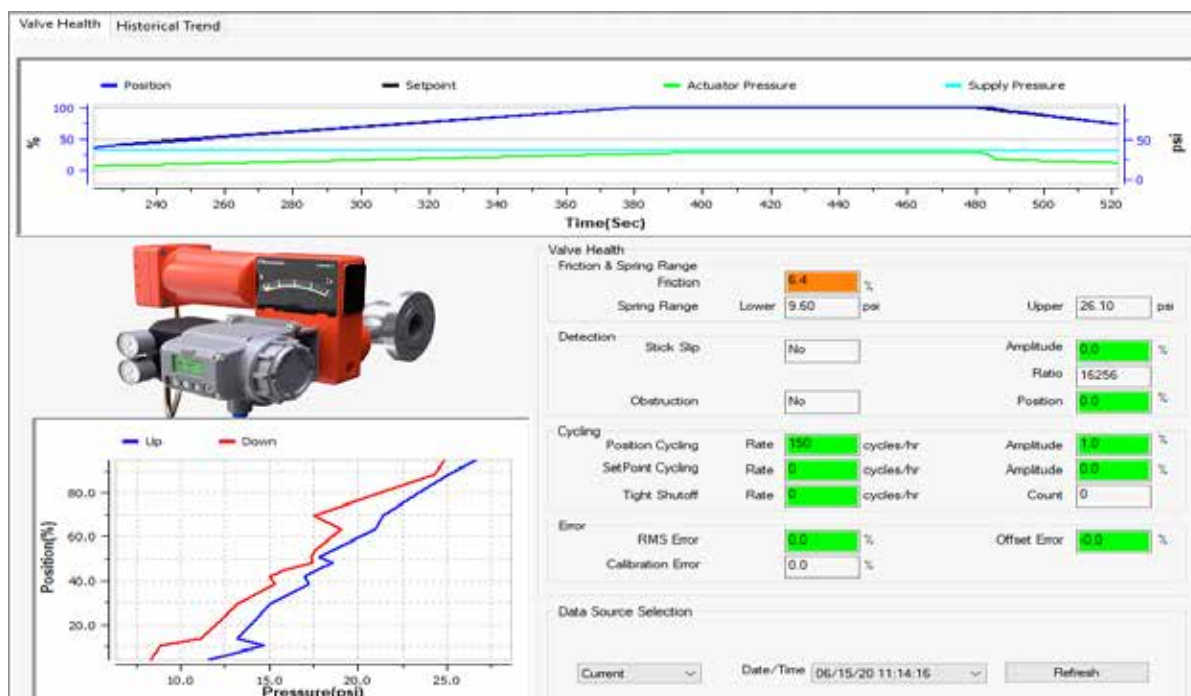 Valve Health Historical Trend
Position Setpoint Actuator Pressure Supply Pressure
100
50
0
%
50
0
psi
240 260 280 300 320 340 360 380 400 420 440 460 480 500 520
Time(Sec)
Valve Health
Friction & Spring Range
Friction 6.4 %
Spring Range Lower 9.60 psi Upper 26.10 psi
Detection
Stick Slip No Amplitude 0.0 %
Ratio 16256
Obstruction No Position 0.0 %
Cycling
Position Cycling Rate 150 cycles/hr Amplitude 1.0 %
SetPoint Cycling Rate 0 cycles/hr Amplitude 0.0 %
Tight Shutoff Rate 0 cycles/hr Count 0
Error
RMS Error 0.0 % Offset Error -0.0 %
Calibration Error 0.0 %
Data Source Selection
Current Date/Time 06/15/20 11:14:16 Refresh
Up Down
80.0
60.0
40.0
20.0
Position(%)
10.0 15.0 20.0 25.0
Pressure(psi)